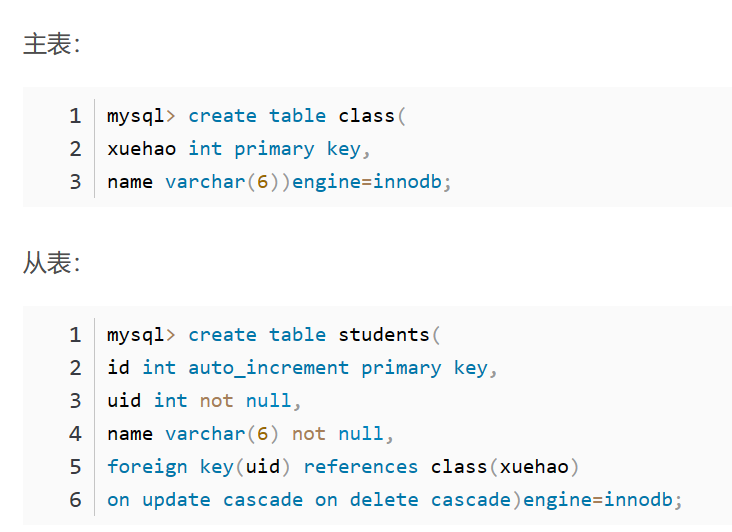 主表：
1 mysql> create table class(
2 xuehao int primary key,
3 name varchar(6))engine=innodb;
从表：
1 mysql> create table students(
2 id int auto_increment primary key,
3 uid int not null,
4 name varchar(6) not null,
5 foreign key(uid) references class(xuehao)
6 on update cascade on delete cascade)engine=innodb;